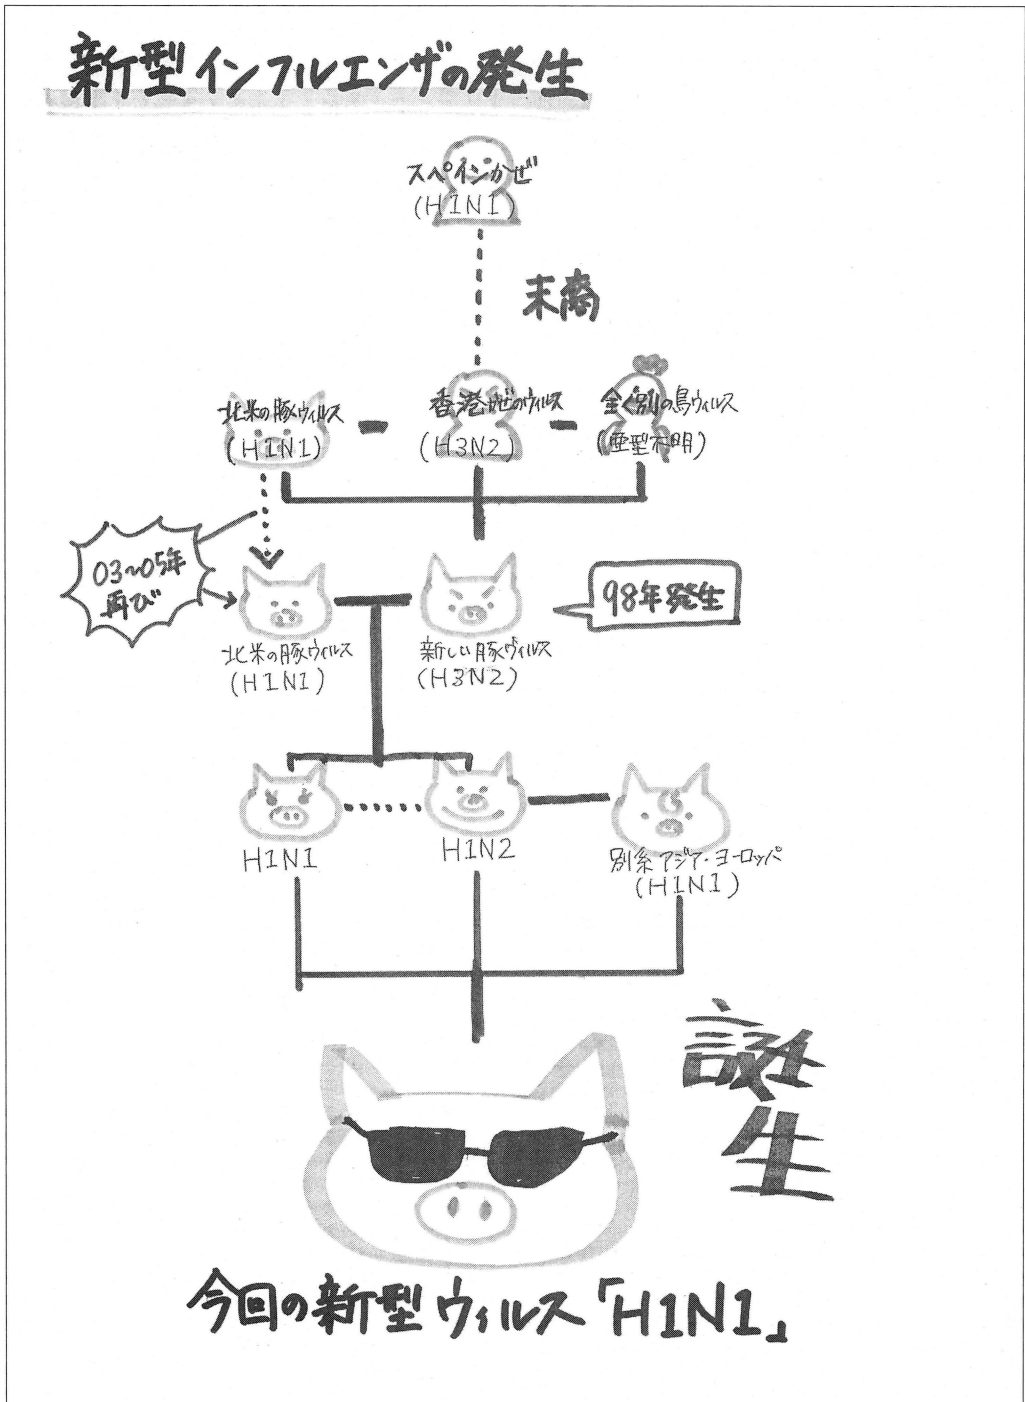 新型インフルエンザの発生
スペインかぜ
(H1N1)
末裔
北米の豚ウィルス
(H1N1)
香港かぜのウィルス
(H3N2)
全く別の鳥ウィルス
(亜型不明)
03~05年
再び
98年発生
北米の豚ウィルス
(H1N1)
新しい豚ウィルス
(H3N2)
H1N1
H1N2
別系アジア・ヨーロッパ
(H1N1)
誕生
今回の新型ウィルス「H1N1」